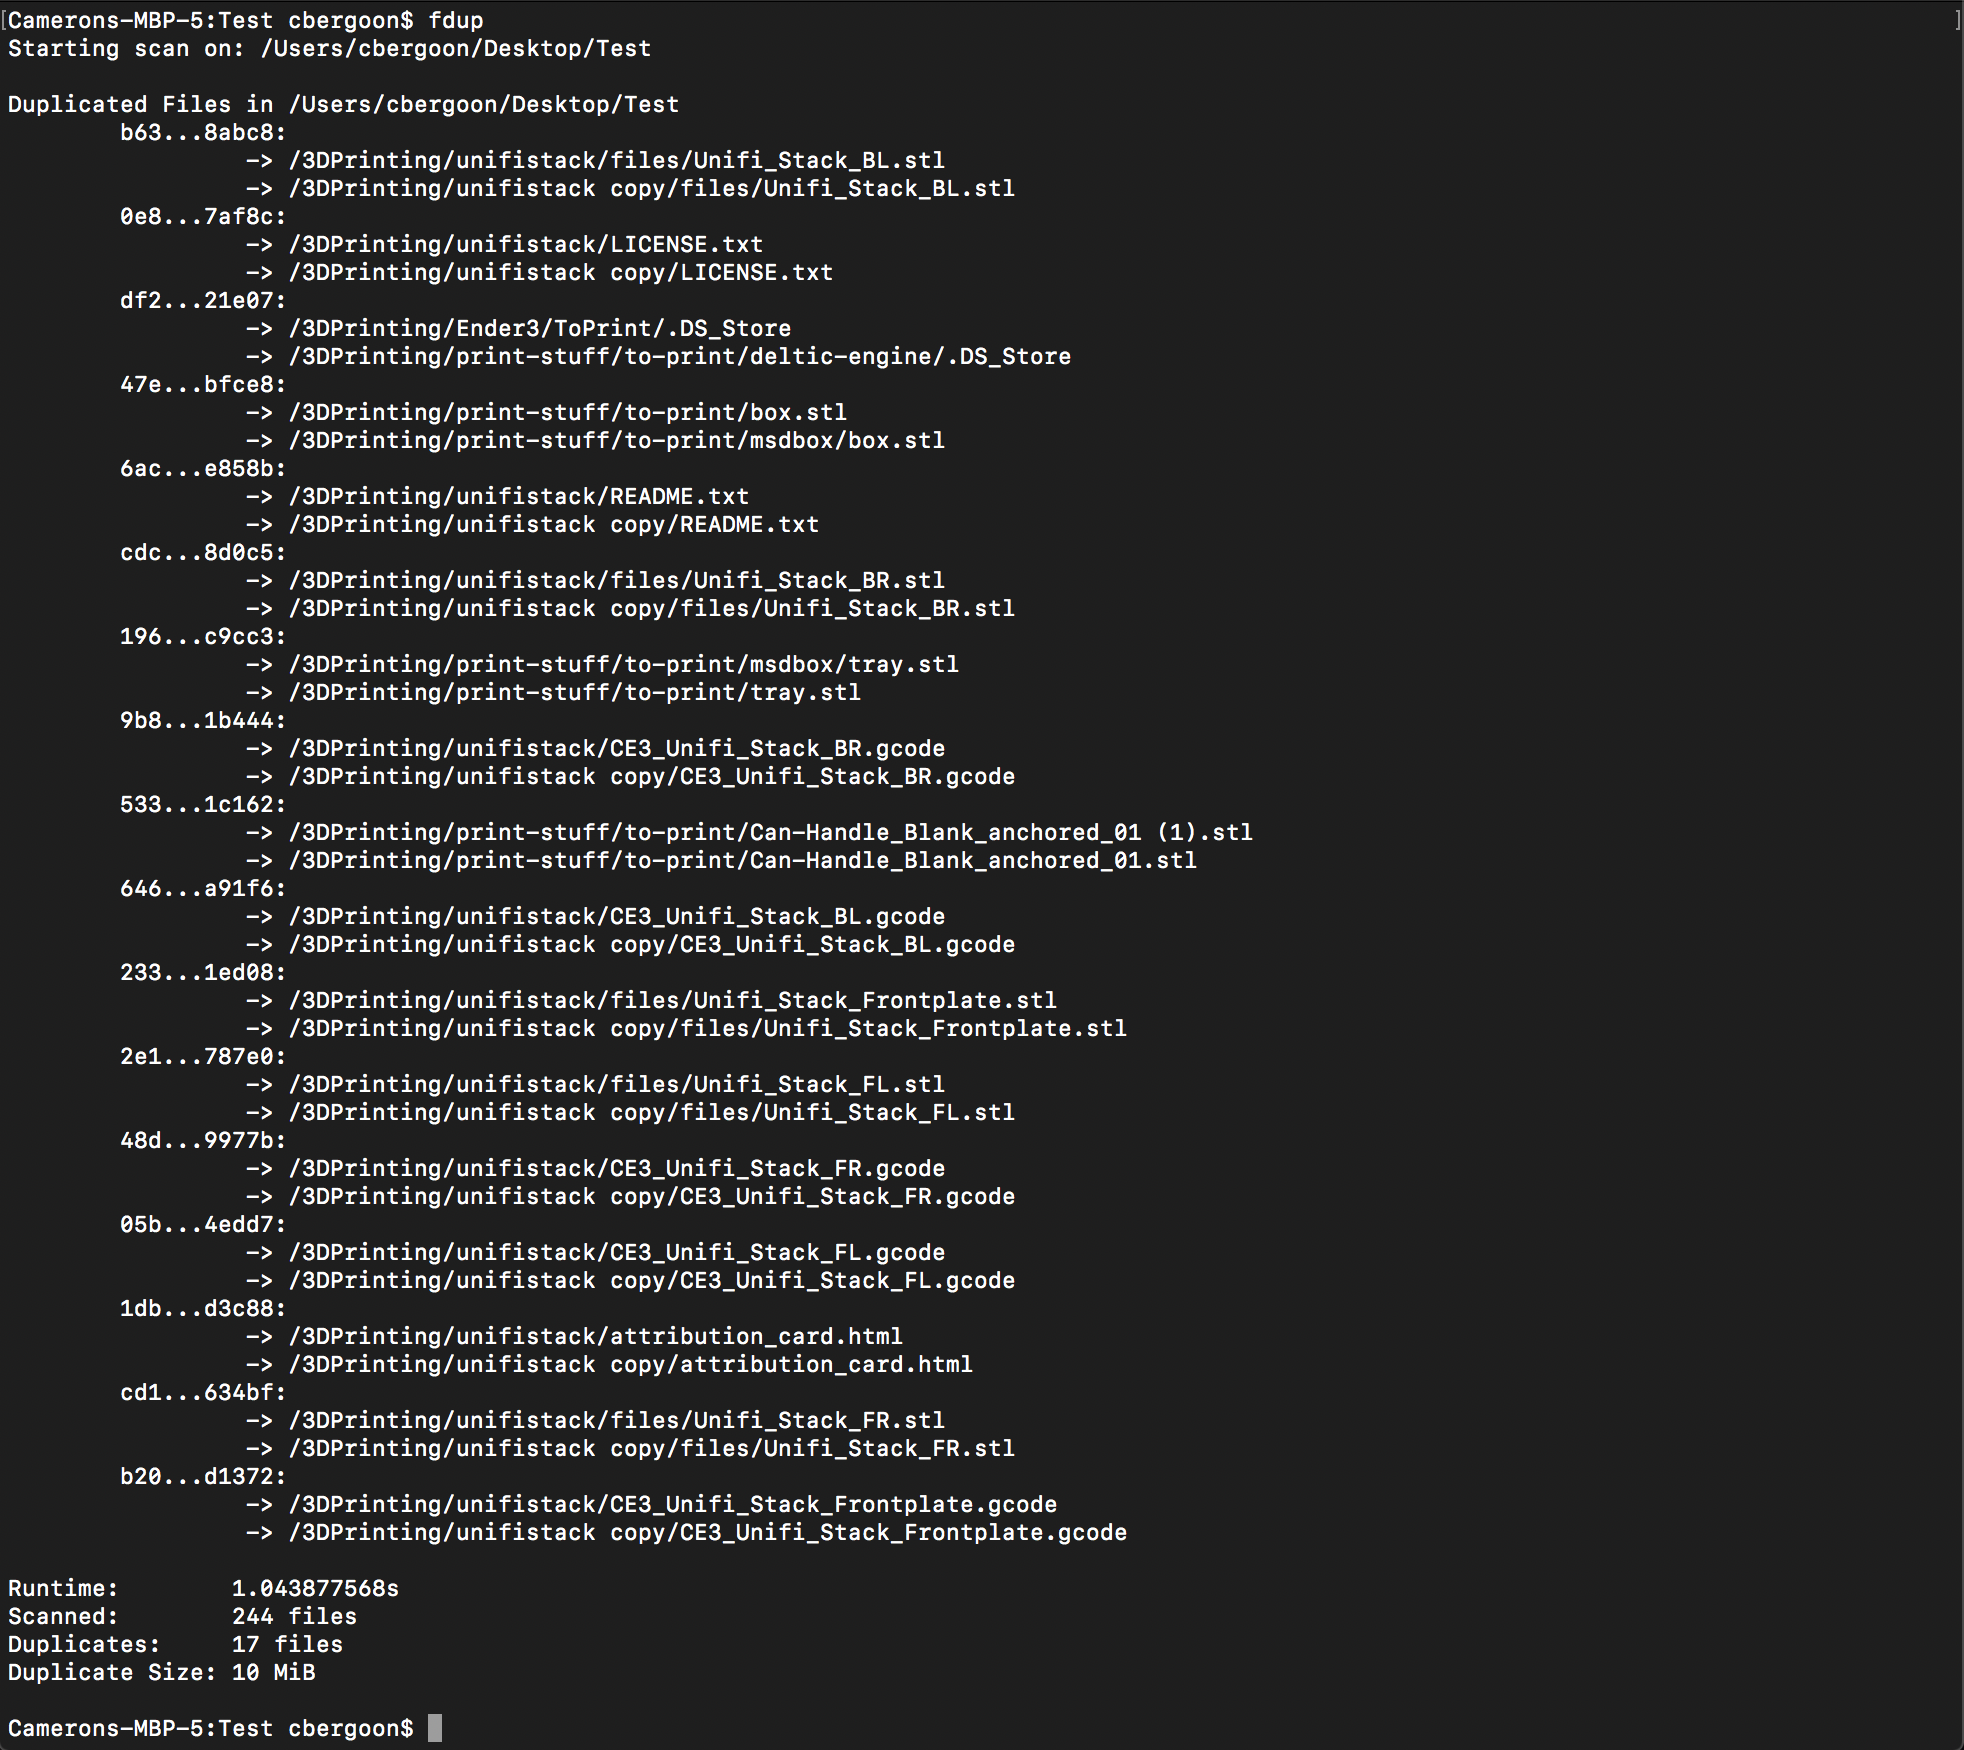 [Camerons-MBP-5:Test cbergoon$ fdup ]
Starting scan on: /Users/cbergoon/Desktop/Test

Duplicated Files in /Users/cbergoon/Desktop/Test
        b63...8abc8:
                 -> /3DPrinting/unifistack/files/Unifi_Stack_BL.stl
                 -> /3DPrinting/unifistack copy/files/Unifi_Stack_BL.stl
        0e8...7af8c:
                 -> /3DPrinting/unifistack/LICENSE.txt
                 -> /3DPrinting/unifistack copy/LICENSE.txt
        df2...21e07:
                 -> /3DPrinting/Ender3/ToPrint/.DS_Store
                 -> /3DPrinting/print-stuff/to-print/deltic-engine/.DS_Store
        47e...bfce8:
                 -> /3DPrinting/print-stuff/to-print/box.stl
                 -> /3DPrinting/print-stuff/to-print/msdbox/box.stl
        6ac...e858b:
                 -> /3DPrinting/unifistack/README.txt
                 -> /3DPrinting/unifistack copy/README.txt
        cdc...8d0c5:
                 -> /3DPrinting/unifistack/files/Unifi_Stack_BR.stl
                 -> /3DPrinting/unifistack copy/files/Unifi_Stack_BR.stl
        196...c9cc3:
                 -> /3DPrinting/print-stuff/to-print/msdbox/tray.stl
                 -> /3DPrinting/print-stuff/to-print/tray.stl
        9b8...1b444:
                 -> /3DPrinting/unifistack/CE3_Unifi_Stack_BR.gcode
                 -> /3DPrinting/unifistack copy/CE3_Unifi_Stack_BR.gcode
        533...1c162:
                 -> /3DPrinting/print-stuff/to-print/Can-Handle_Blank_anchored_01 (1).stl
                 -> /3DPrinting/print-stuff/to-print/Can-Handle_Blank_anchored_01.stl
        646...a91f6:
                 -> /3DPrinting/unifistack/CE3_Unifi_Stack_BL.gcode
                 -> /3DPrinting/unifistack copy/CE3_Unifi_Stack_BL.gcode
        233...1ed08:
                 -> /3DPrinting/unifistack/files/Unifi_Stack_Frontplate.stl
                 -> /3DPrinting/unifistack copy/files/Unifi_Stack_Frontplate.stl
        2e1...787e0:
                 -> /3DPrinting/unifistack/files/Unifi_Stack_FL.stl
                 -> /3DPrinting/unifistack copy/files/Unifi_Stack_FL.stl
        48d...9977b:
                 -> /3DPrinting/unifistack/CE3_Unifi_Stack_FR.gcode
                 -> /3DPrinting/unifistack copy/CE3_Unifi_Stack_FR.gcode
        05b...4edd7:
                 -> /3DPrinting/unifistack/CE3_Unifi_Stack_FL.gcode
                 -> /3DPrinting/unifistack copy/CE3_Unifi_Stack_FL.gcode
        1db...d3c88:
                 -> /3DPrinting/unifistack/attribution_card.html
                 -> /3DPrinting/unifistack copy/attribution_card.html
        cd1...634bf:
                 -> /3DPrinting/unifistack/files/Unifi_Stack_FR.stl
                 -> /3DPrinting/unifistack copy/files/Unifi_Stack_FR.stl
        b20...d1372:
                 -> /3DPrinting/unifistack/CE3_Unifi_Stack_Frontplate.gcode
                 -> /3DPrinting/unifistack copy/CE3_Unifi_Stack_Frontplate.gcode

Runtime:        1.043877568s
Scanned:        244 files
Duplicates:     17 files
Duplicate Size: 10 MiB

Camerons-MBP-5:Test cbergoon$